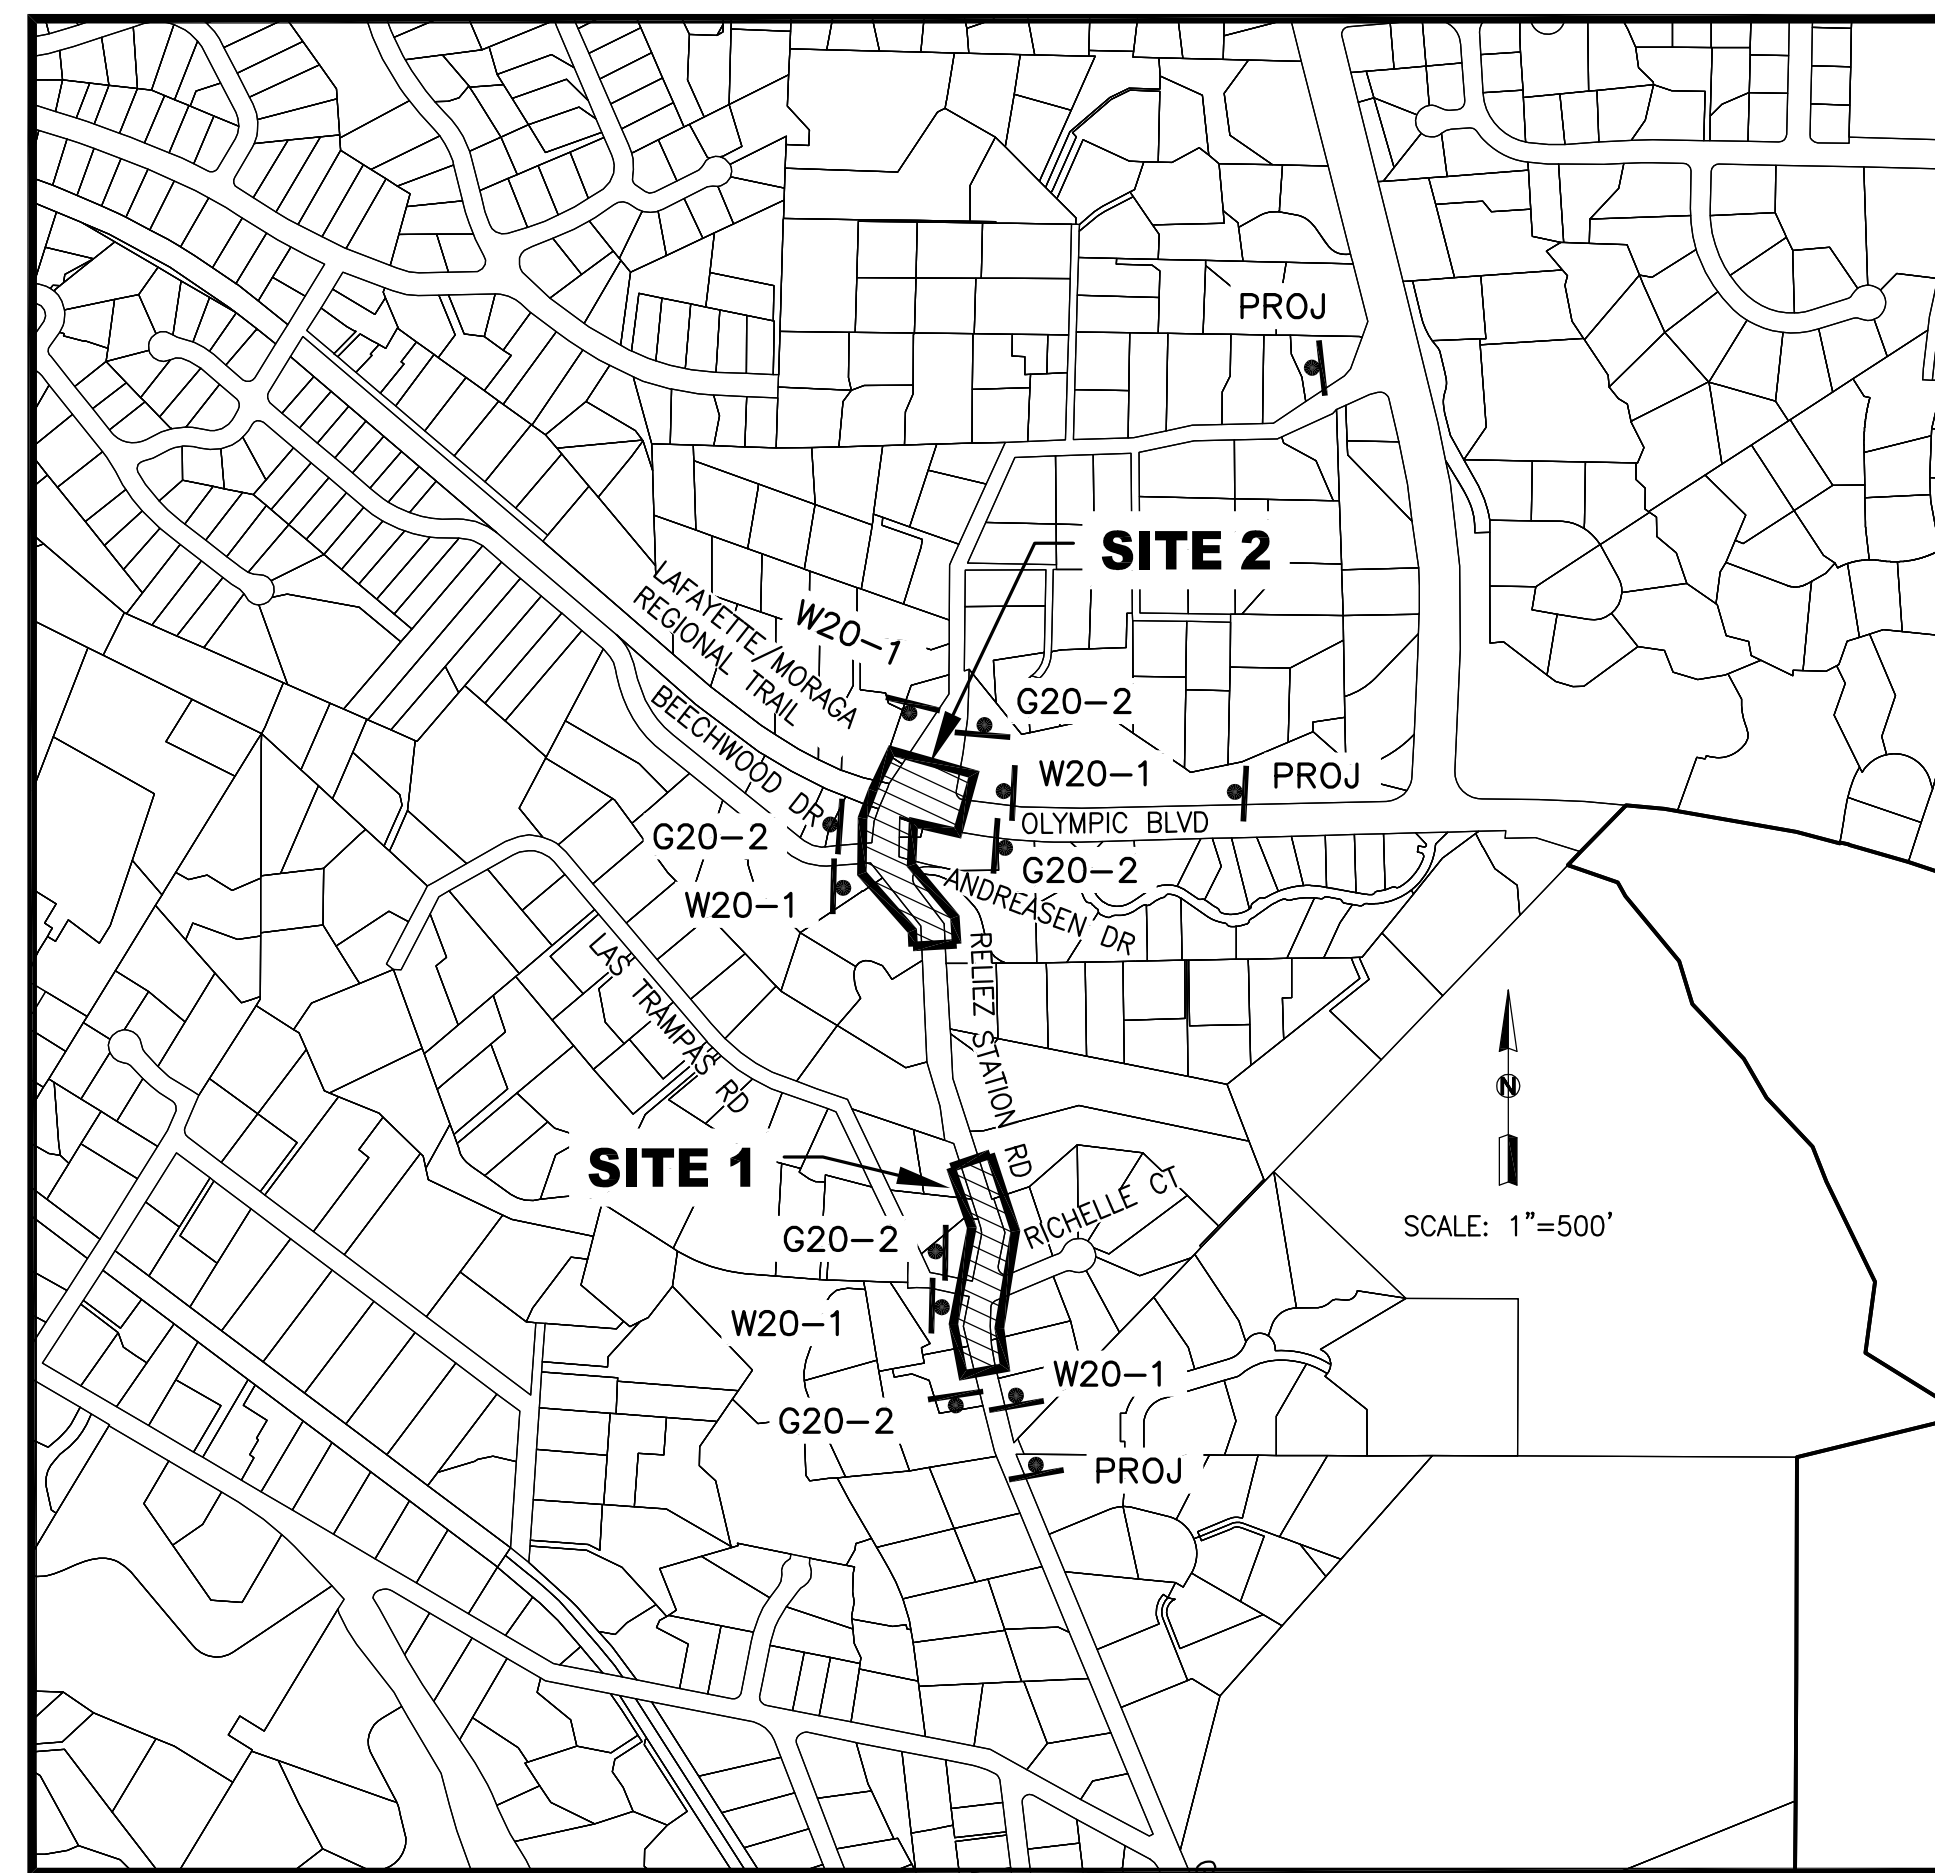 PROJ
SITE 2
LAFAYETTE/MORAGA
REGIONAL TRAIL
W20-1
BEECHWOOD DR
G20-2
W20-1
PROJ
OLYMPIC BLVD
G20-2
G20-2
W20-1
ANDREASEN DR
RELIEZ STATION RD
LAS TRAMPAS RD
N
SITE 1
RICHELLE CT
SCALE: 1"=500'
G20-2
W20-1
W20-1
G20-2
PROJ